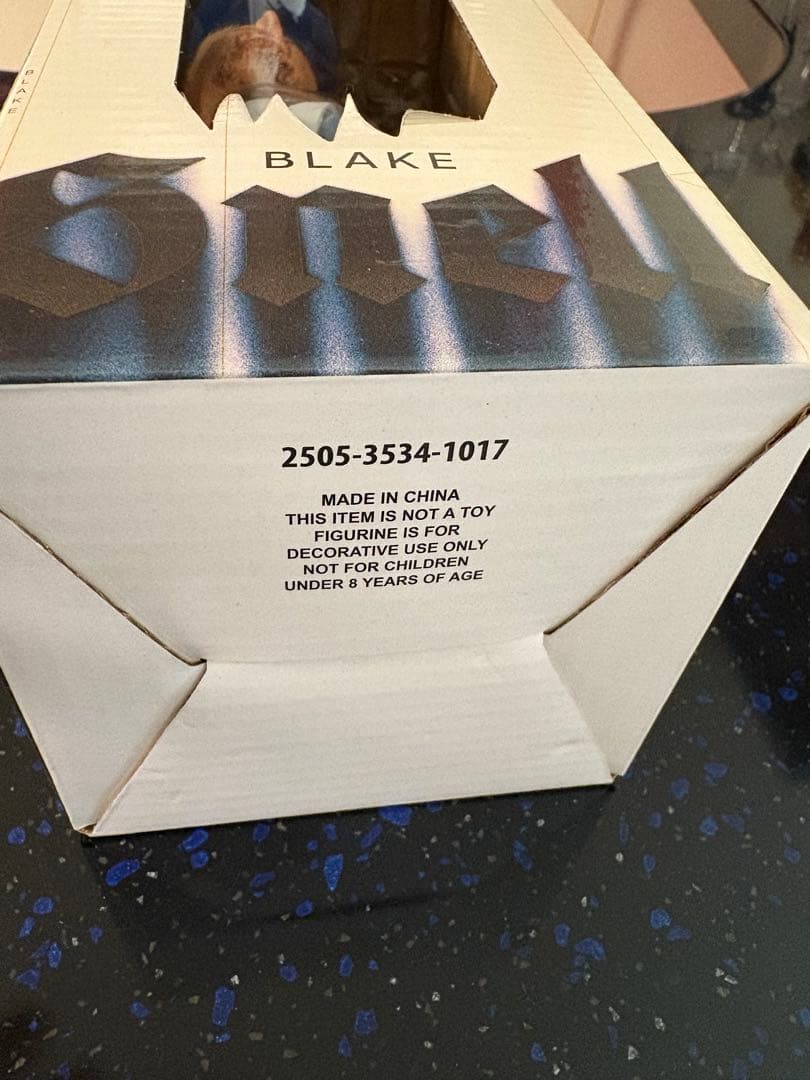 BLAKE
BLAKE
2505-3534-1017
MADE IN CHINA
THIS ITEM IS NOT A TOY
FIGURINE IS FOR
DECORATIVE USE ONLY
NOT FOR CHILDREN
UNDER 8 YEARS OF AGE